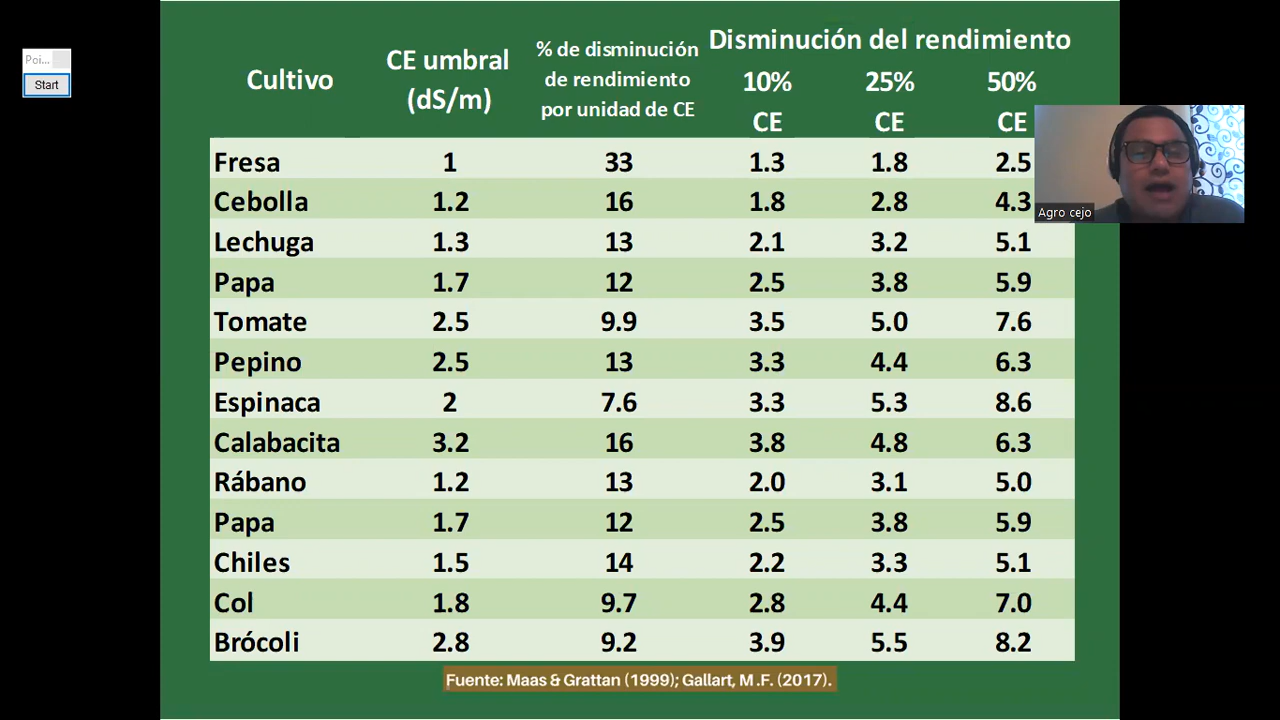 Poi...
Start
Cultivo
CE umbral
(dS/m)
% de disminución
de rendimiento
por unidad de CE
Disminución del rendimiento
10% 25% 50%
CE CE CE
Fresa 1 33 1.3 1.8 2.5
Cebolla 1.2 16 1.8 2.8 4.3
Lechuga 1.3 13 2.1 3.2 5.1
Papa 1.7 12 2.5 3.8 5.9
Tomate 2.5 9.9 3.5 5.0 7.6
Pepino 2.5 13 3.3 4.4 6.3
Espinaca 2 7.6 3.3 5.3 8.6
Calabacita 3.2 16 3.8 4.8 6.3
Rábano 1.2 13 2.0 3.1 5.0
Papa 1.7 12 2.5 3.8 5.9
Chiles 1.5 14 2.2 3.3 5.1
Col 1.8 9.7 2.8 4.4 7.0
Brócoli 2.8 9.2 3.9 5.5 8.2
Agro cejo
Fuente: Maas & Grattan (1999); Gallart, M .F. (2017).